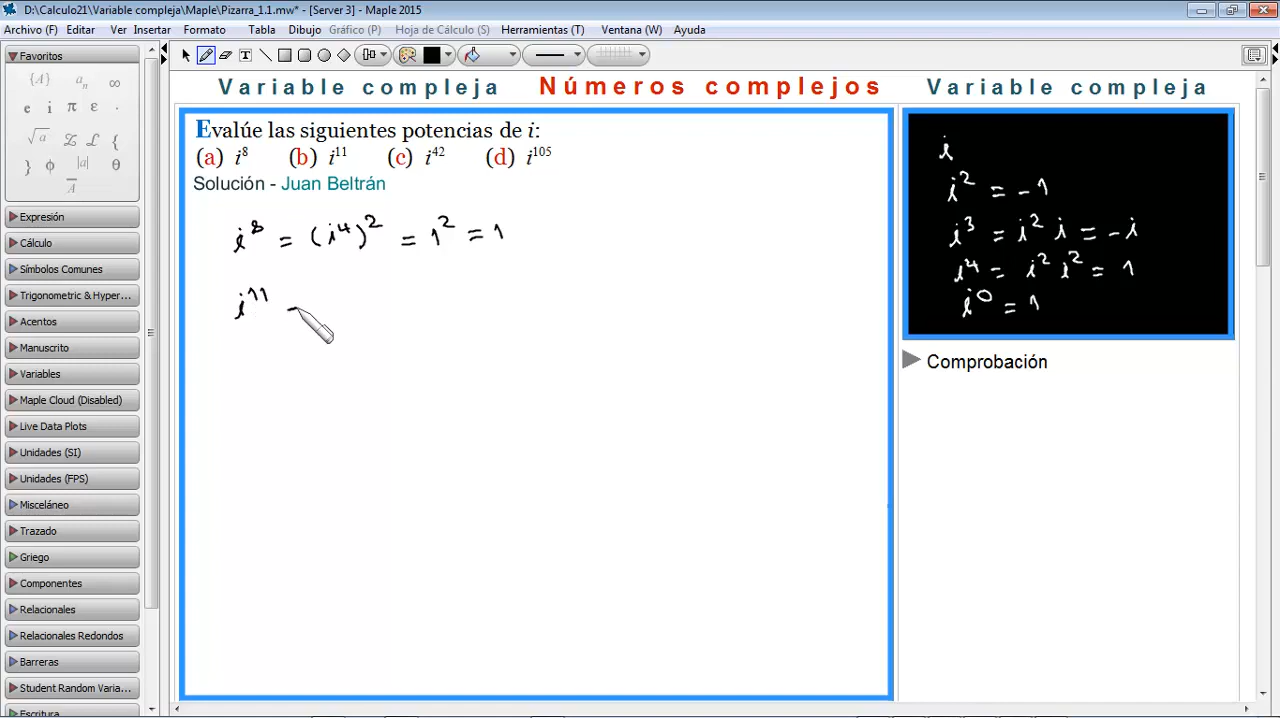 D:\Calculo21\Variable compleja\Maple\Pizarra_1.1.mw* - [Server 3] - Maple 2015
Archivo (F) Editar Ver Insertar Formato Tabla Dibujo Gráfico (P) Hoja de Cálculo (S) Herramientas (T) Ventana (W) Ayuda
Favoritos
{A} aₙ ∞
e i π ε ·
√a ℤ ℒ {
} ϕ |a| θ
A
Expresión
Cálculo
Símbolos Comunes
Trigonometric & Hyper...
Acentos
Manuscrito
Variables
Maple Cloud (Disabled)
Live Data Plots
Unidades (SI)
Unidades (FPS)
Misceláneo
Trazado
Griego
Componentes
Relacionales
Relacionales Redondos
Barreras
Student Random Varia...
Escritura
Variable compleja Números complejos Variable compleja
Evalúe las siguientes potencias de i:
(a) i⁸ (b) i¹¹ (c) i⁴² (d) i¹⁰⁵
Solución - Juan Beltrán
i⁸ = (i⁴)² = 1² = 1
i¹¹ -
i
i² = -1
i³ = i² i = -i
i⁴ = i² i² = 1
i⁰ = 1
Comprobación